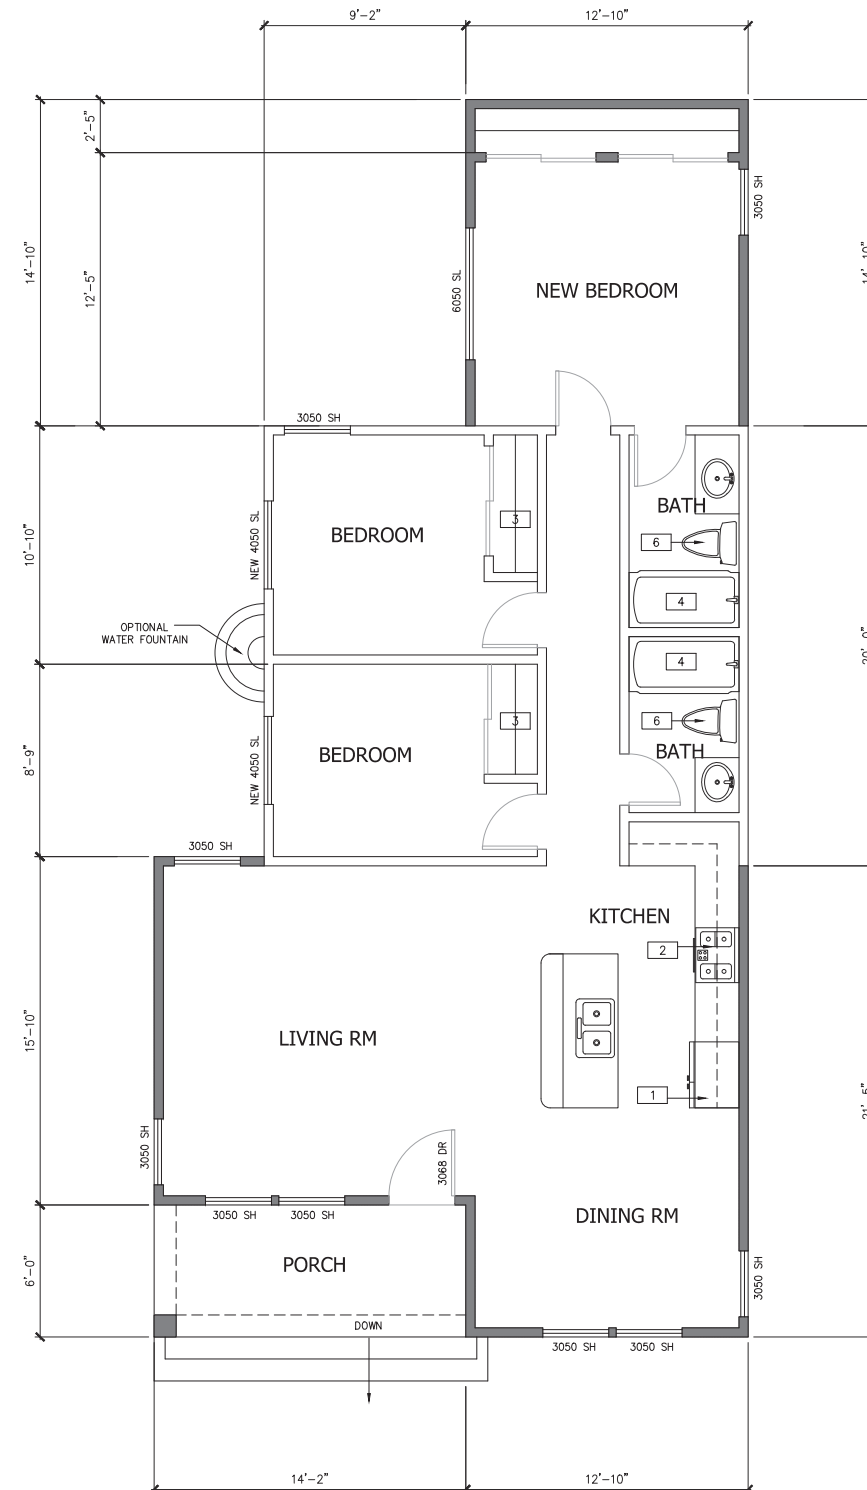 9'-2"
12'-10"
2'-5"
14'-10"
12'-5"
3050 SH
6050 SL
NEW BEDROOM
14'-10"
3050 SH
10'-10"
NEW 4050 SL
BEDROOM
3
BATH
6
4
OPTIONAL
WATER FOUNTAIN
4
6
BATH
8'-9"
NEW 4050 SL
BEDROOM
3
3050 SH
KITCHEN
2
15'-10"
LIVING RM
1
3050 SH
3068 DR
3050 SH
3050 SH
DINING RM
6'-0"
PORCH
3050 SH
DOWN
3050 SH
3050 SH
14'-2"
12'-10"